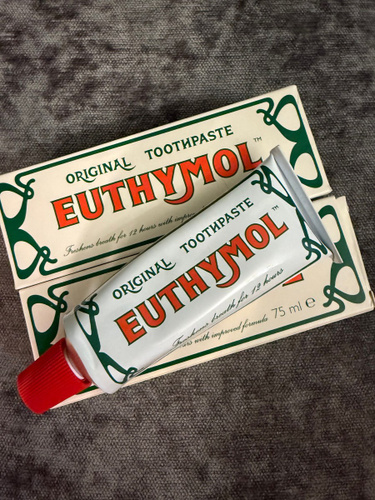 ORIGINAL TOOTHPASTE
EUTHYMOL™
Freshens breath for 12 hours with
ORIGINAL TOOTHPASTE
EUTHYMOL™
Freshens breath for 12 hours
with improved formula
75 ml ℮